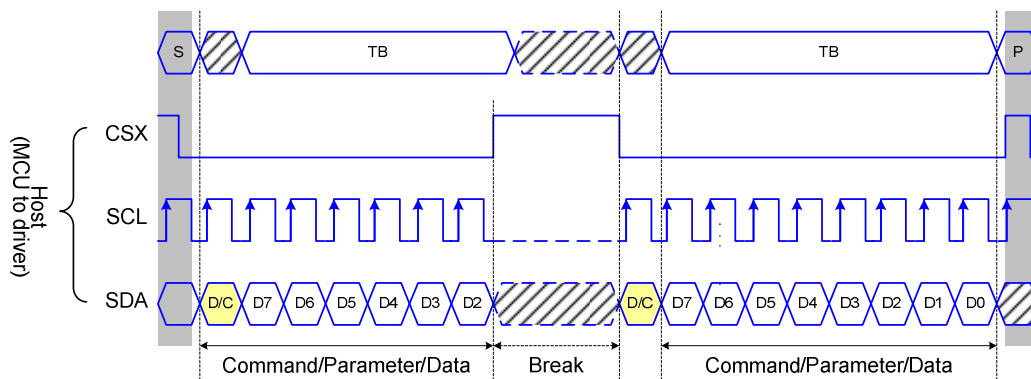 S TB TB P
CSX
Host
(MCU to driver)
SCL
SDA D/C D7 D6 D5 D4 D3 D2 D/C D7 D6 D5 D4 D3 D2 D1 D0
Command/Parameter/Data Break Command/Parameter/Data